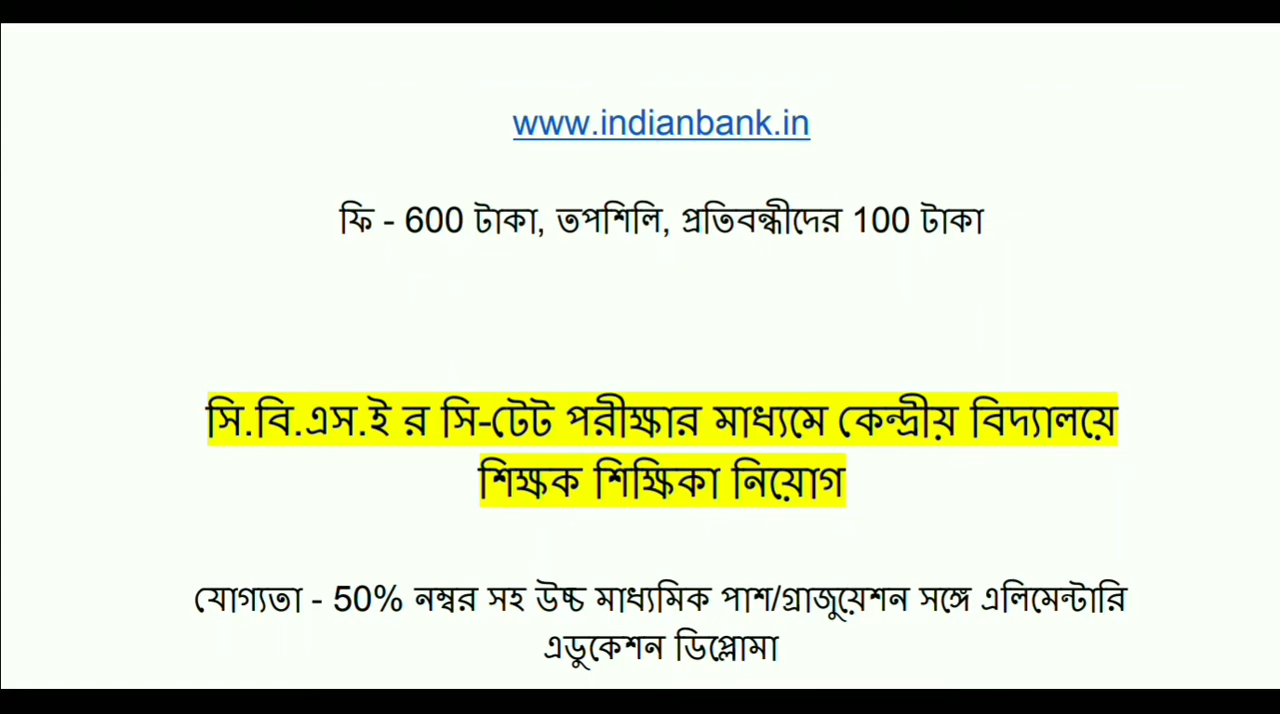 www.indianbank.in
ফি - 600 টাকা, তপশিলি, প্রতিবন্ধীদের 100 টাকা
সি.বি.এস.ই র সি-টেট পরীক্ষার মাধ্যমে কেন্দ্রীয় বিদ্যালয়ে
শিক্ষক শিক্ষিকা নিয়োগ
যোগ্যতা - 50% নম্বর সহ উচ্চ মাধ্যমিক পাশ/গ্রাজুয়েশন সঙ্গে এলিমেন্টারি
এডুকেশন ডিপ্লোমা